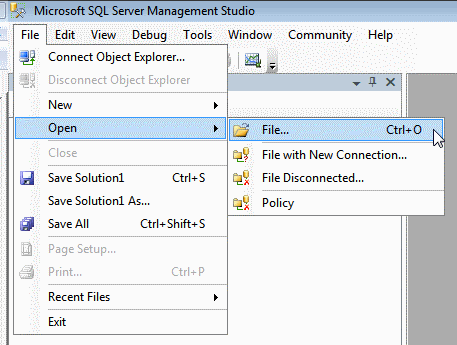 Microsoft SQL Server Management Studio
File Edit View Debug Tools Window Community Help
Connect Object Explorer...
Disconnect Object Explorer
New
Open
File... Ctrl+O
Close
File with New Connection...
Save Solution1 Ctrl+S
File Disconnected...
Save Solution1 As...
Policy
Save All Ctrl+Shift+S
Page Setup...
Print... Ctrl+P
Recent Files
Exit